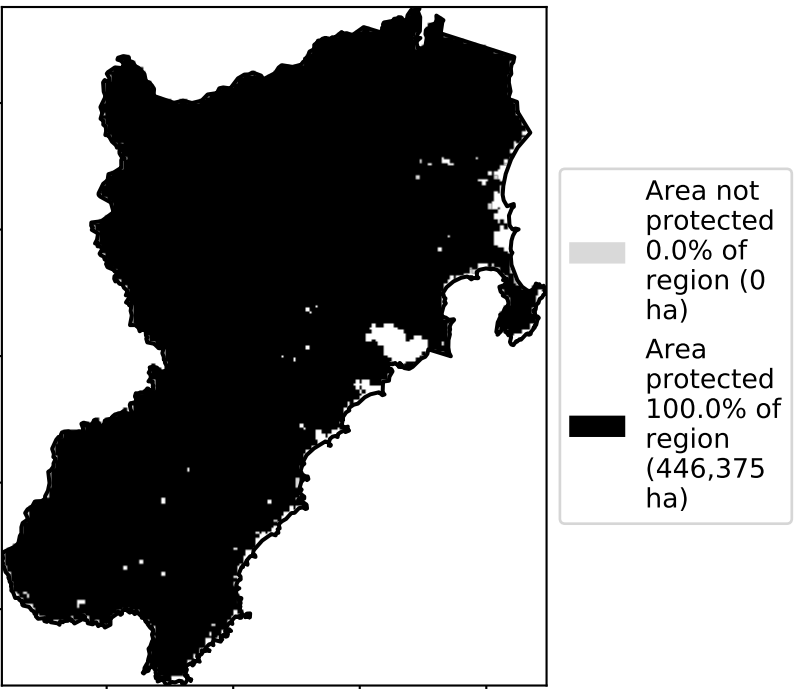 Area not
protected
0.0% of
region (0
ha)
Area
protected
100.0% of
region
(446,375
ha)